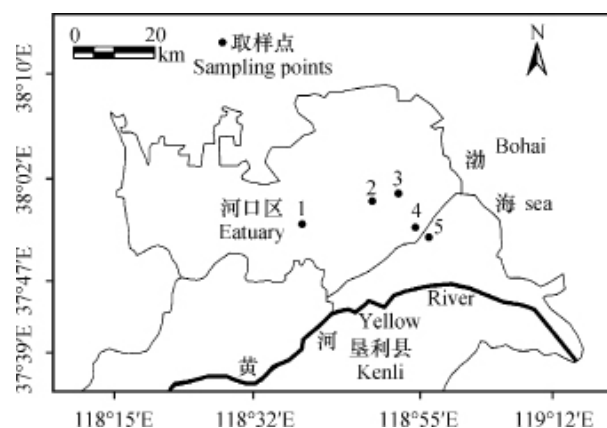 0 20
km
N
取样点
Sampling points
38°10′E
38°02′E
37°47′E
37°39′E
渤 Bohai
海 sea
河口区
Eatuary
1
2
3
4
5
River
Yellow
黄 河
垦利县
Kenli
118°15′E 118°32′E 118°55′E 119°12′E